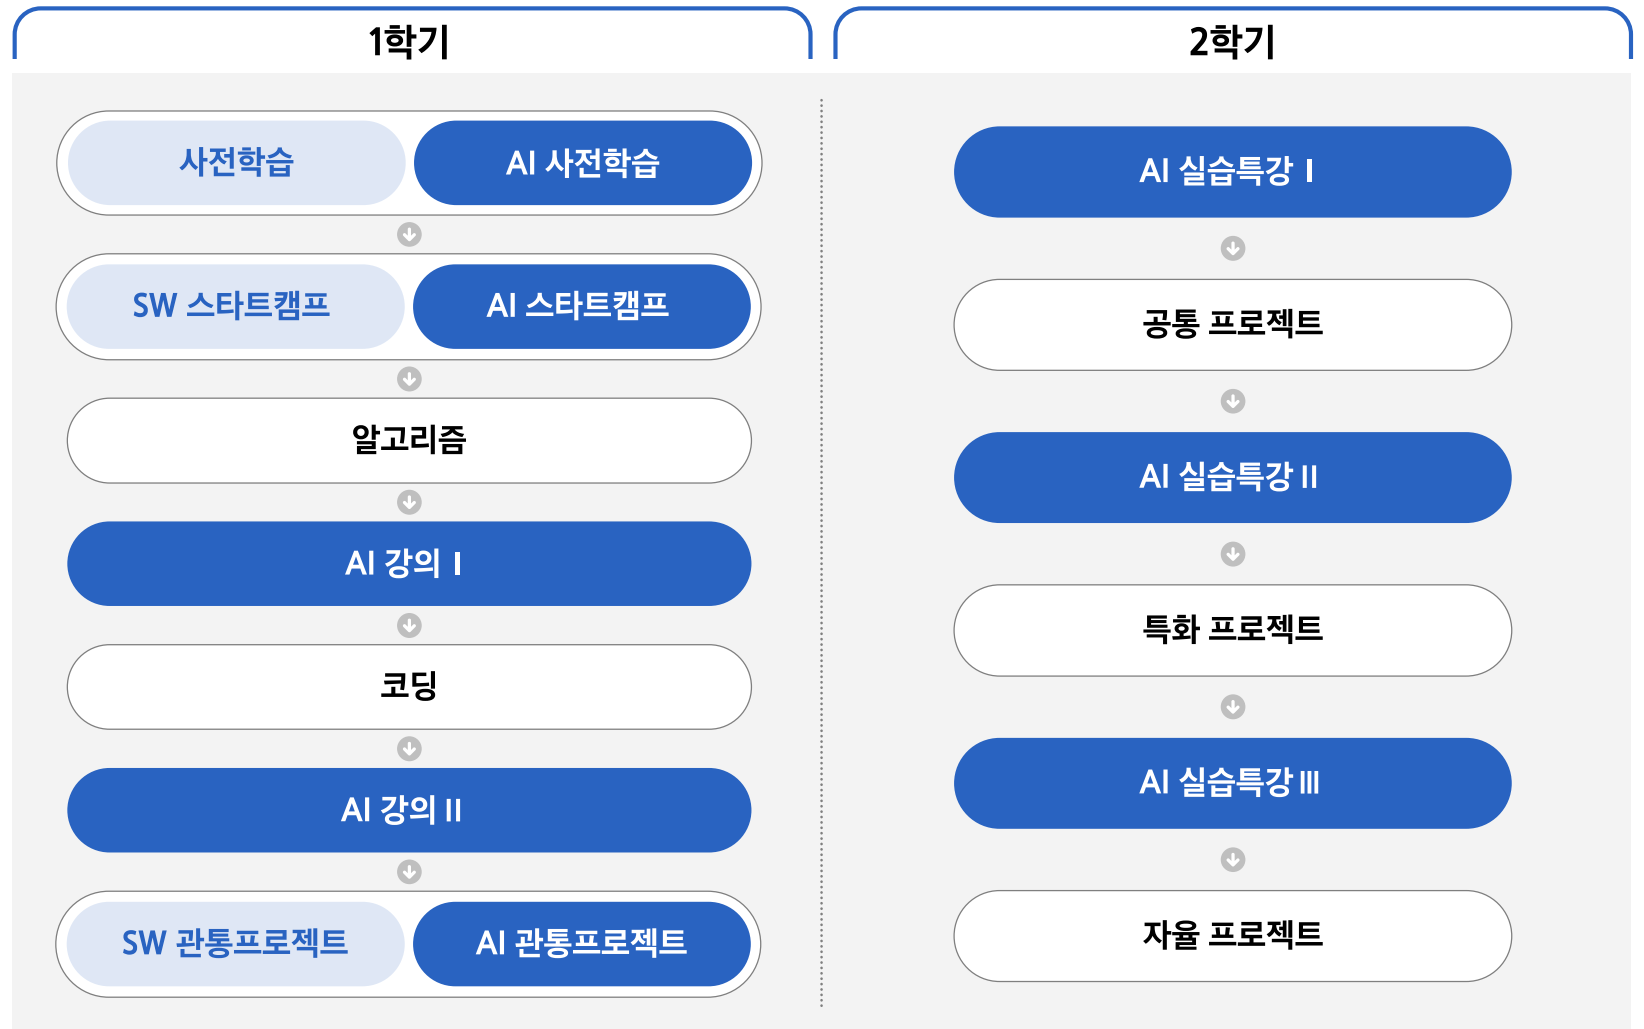 1학기
사전학습 AI 사전학습
SW 스타트캠프 AI 스타트캠프
알고리즘
AI 강의 Ⅰ
코딩
AI 강의 Ⅱ
SW 관통프로젝트 AI 관통프로젝트
2학기
AI 실습특강 Ⅰ
공통 프로젝트
AI 실습특강 Ⅱ
특화 프로젝트
AI 실습특강 Ⅲ
자율 프로젝트